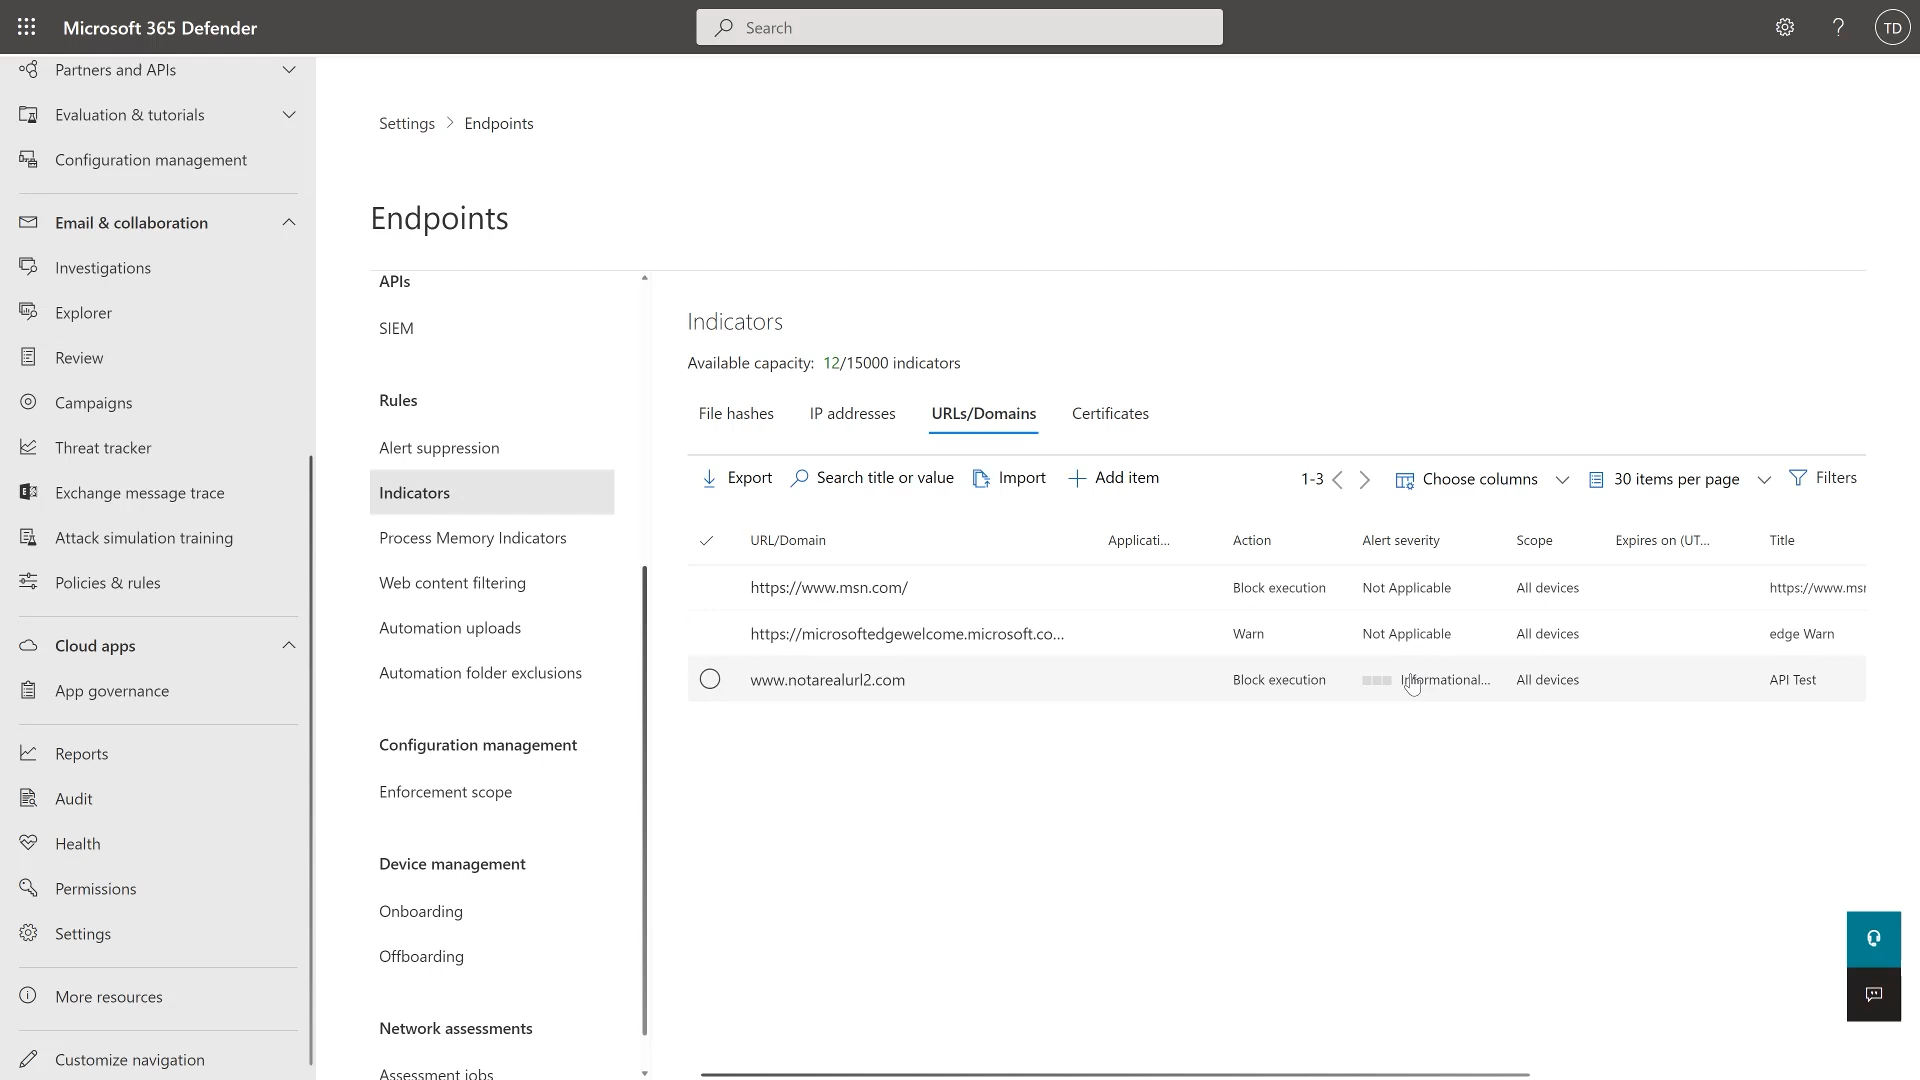 Microsoft 365 Defender
Search
TD
Partners and APIs
Evaluation & tutorials
Configuration management
Email & collaboration
Investigations
Explorer
Review
Campaigns
Threat tracker
Exchange message trace
Attack simulation training
Policies & rules
Cloud apps
App governance
Reports
Audit
Health
Permissions
Settings
More resources
Customize navigation
Settings > Endpoints
Endpoints
APIs
SIEM
Rules
Alert suppression
Indicators
Process Memory Indicators
Web content filtering
Automation uploads
Automation folder exclusions
Configuration management
Enforcement scope
Device management
Onboarding
Offboarding
Network assessments
Assessment jobs
Indicators
Available capacity: 12/15000 indicators
File hashes IP addresses URLs/Domains Certificates
Export Search title or value Import Add item 1-3 Choose columns 30 items per page Filters
URL/Domain Applicati... Action Alert severity Scope Expires on (UT... Title
https://www.msn.com/ Block execution Not Applicable All devices https://www.msn
https://microsoftedgewelcome.microsoft.co... Warn Not Applicable All devices edge Warn
www.notarealurl2.com Block execution Informational... All devices API Test